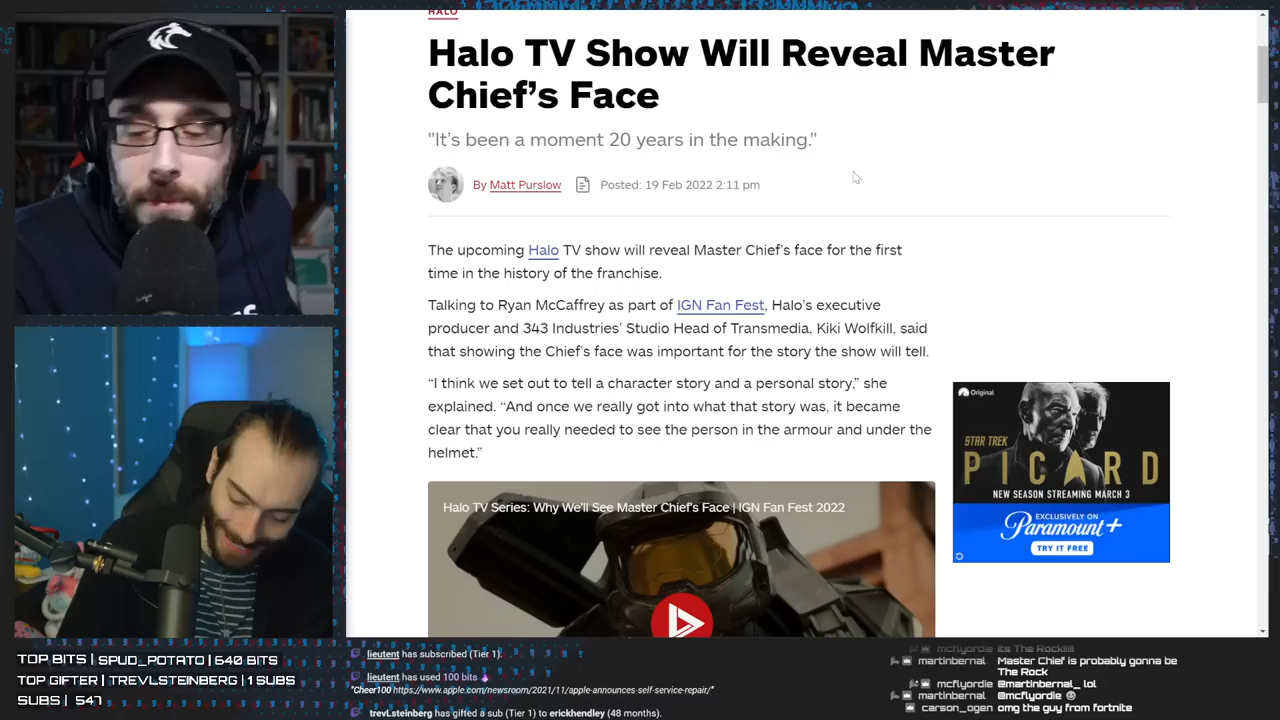 HALO
Halo TV Show Will Reveal Master
Chief's Face
"It's been a moment 20 years in the making."
By Matt Purslow Posted: 19 Feb 2022 2:11 pm
The upcoming Halo TV show will reveal Master Chief's face for the first
time in the history of the franchise.
Talking to Ryan McCaffrey as part of IGN Fan Fest, Halo's executive
producer and 343 Industries' Studio Head of Transmedia, Kiki Wolfkill, said
that showing the Chief's face was important for the story the show will tell.
“I think we set out to tell a character story and a personal story,” she
explained. “And once we really got into what that story was, it became
clear that you really needed to see the person in the armour and under the
helmet.”
Halo TV Series: Why We'll See Master Chief's Face | IGN Fan Fest 2022
Original
STAR TREK
PICARD
NEW SEASON STREAMING MARCH 3
EXCLUSIVELY ON
Paramount+
TRY IT FREE
TOP BITS | SPUD_POTATO | 640 BITS
TOP GIFTER | TREVLSTEINBERG | 1 SUBS
SUBS | 547
lieutent has subscribed (Tier 1).
lieutent has used 100 bits
"Cheer100 https://www.apple.com/newsroom/2021/11/apple-announces-self-service-repair/"
trevLsteinberg has gifted a sub (Tier 1) to erickhendley (48 months).
mcflyordie Its The Rock!!!!!
martinbernal_ Master Chief is probably gonna be
The Rock
mcflyordie @martinbernal_ lol
martinbernal_ @mcflyordie
carson_ogen omg the guy from fortnite